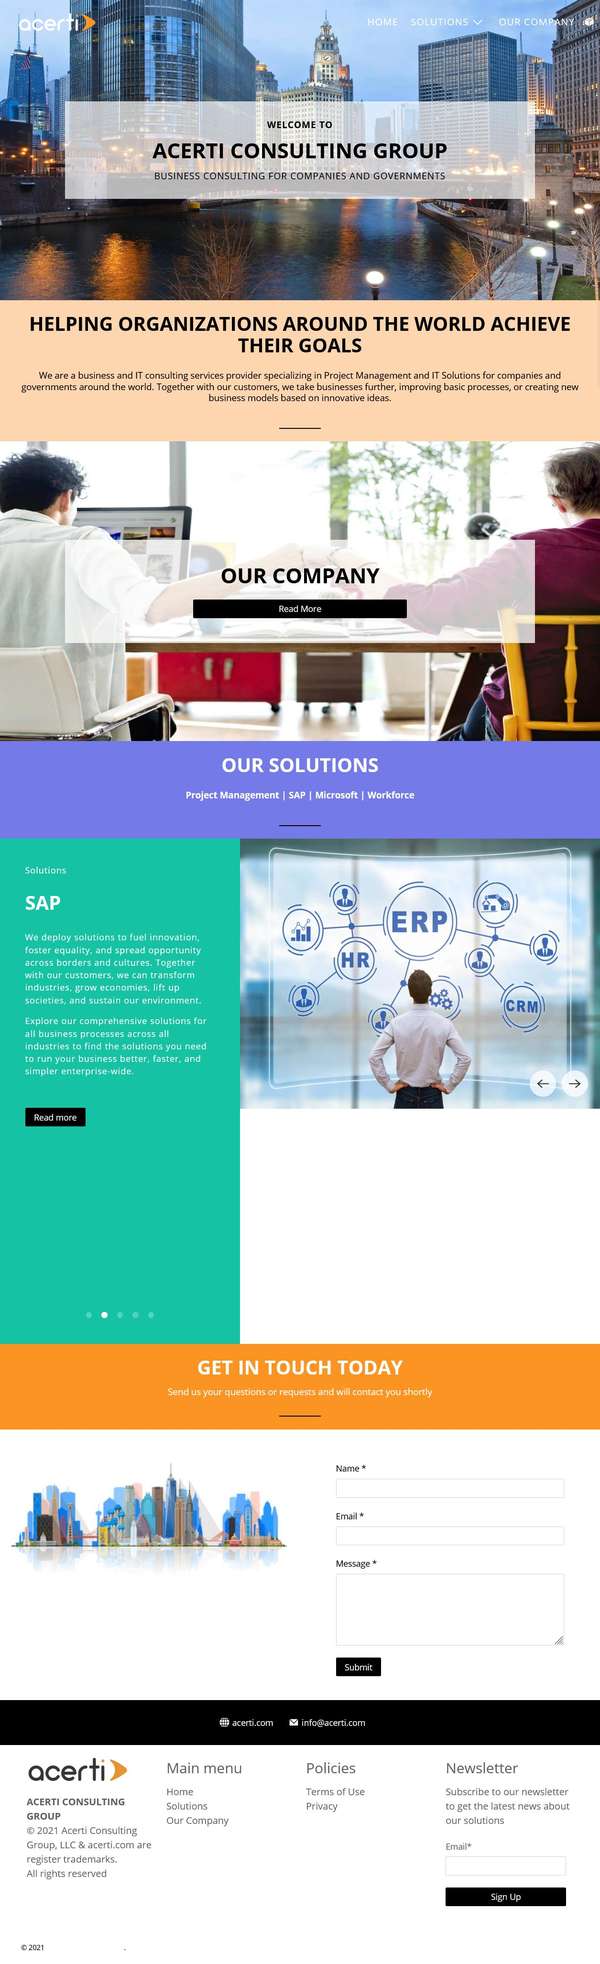 acerti
HOME SOLUTIONS OUR COMPANY
WELCOME TO
ACERTI CONSULTING GROUP
BUSINESS CONSULTING FOR COMPANIES AND GOVERNMENTS
HELPING ORGANIZATIONS AROUND THE WORLD ACHIEVE
THEIR GOALS
We are a business and IT consulting services provider specializing in Project Management and IT Solutions for companies and
governments around the world. Together with our customers, we take businesses further, improving basic processes, or creating new
business models based on innovative ideas.
OUR COMPANY
Read More
OUR SOLUTIONS
Project Management | SAP | Microsoft | Workforce
Solutions
SAP
We deploy solutions to fuel innovation,
foster equality, and spread opportunity
across borders and cultures. Together
with our customers, we can transform
industries, grow economies, lift up
societies, and sustain our environment.
Explore our comprehensive solutions for
all business processes across all
industries to find the solutions you need
to run your business better, faster, and
simpler enterprise-wide.
Read more
ERP
HR
CRM
GET IN TOUCH TODAY
Send us your questions or requests and will contact you shortly
Name *
Email *
Message *
Submit
acerti.com info@acerti.com
acerti
ACERTI CONSULTING
GROUP
© 2021 Acerti Consulting
Group, LLC & acerti.com are
register trademarks.
All rights reserved
Main menu
Home
Solutions
Our Company
Policies
Terms of Use
Privacy
Newsletter
Subscribe to our newsletter
to get the latest news about
our solutions
Email*
Sign Up
© 2021 .